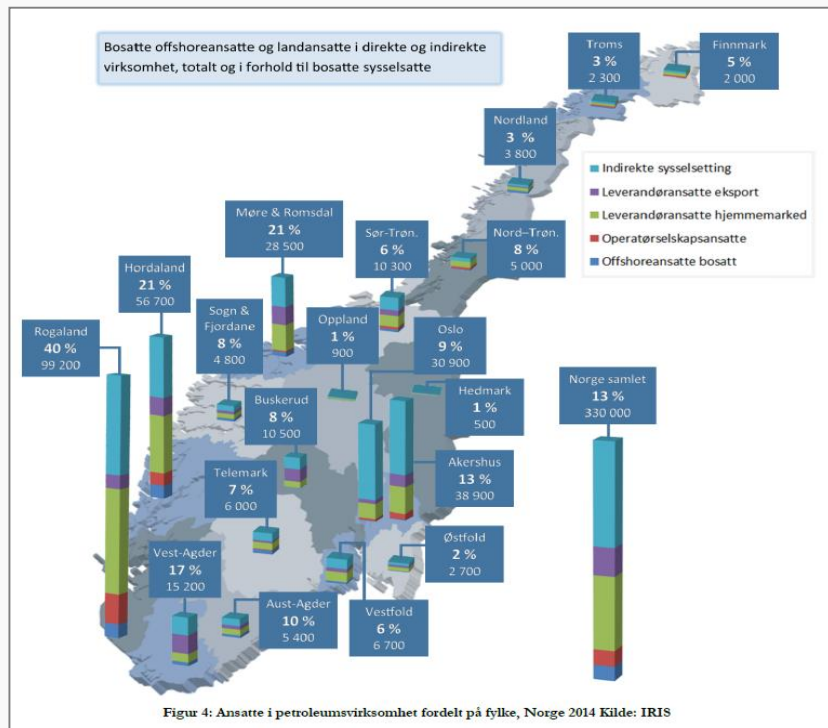 Bosatte offshoreansatte og landansatte i direkte og indirekte
virksomhet, totalt og i forhold til bosatte sysselsatte
Troms
3 %
2 300
Finnmark
5 %
2 000
Nordland
3 %
3 800
Indirekte sysselsetting
Leverandøransatte eksport
Leverandøransatte hjemmemarked
Operatørselskapsansatte
Offshoreansatte bosatt
Møre & Romsdal
21 %
28 500
Sør-Trøn.
6 %
10 300
Nord–Trøn.
8 %
5 000
Hordaland
21 %
56 700
Sogn &
Fjordane
8 %
4 800
Oppland
1 %
900
Oslo
9 %
30 900
Rogaland
40 %
99 200
Hedmark
1 %
500
Norge samlet
13 %
330 000
Buskerud
8 %
10 500
Akershus
13 %
38 900
Telemark
7 %
6 000
Østfold
2 %
2 700
Vest-Agder
17 %
15 200
Aust-Agder
10 %
5 400
Vestfold
6 %
6 700
Figur 4: Ansatte i petroleumsvirksomhet fordelt på fylke, Norge 2014 Kilde: IRIS